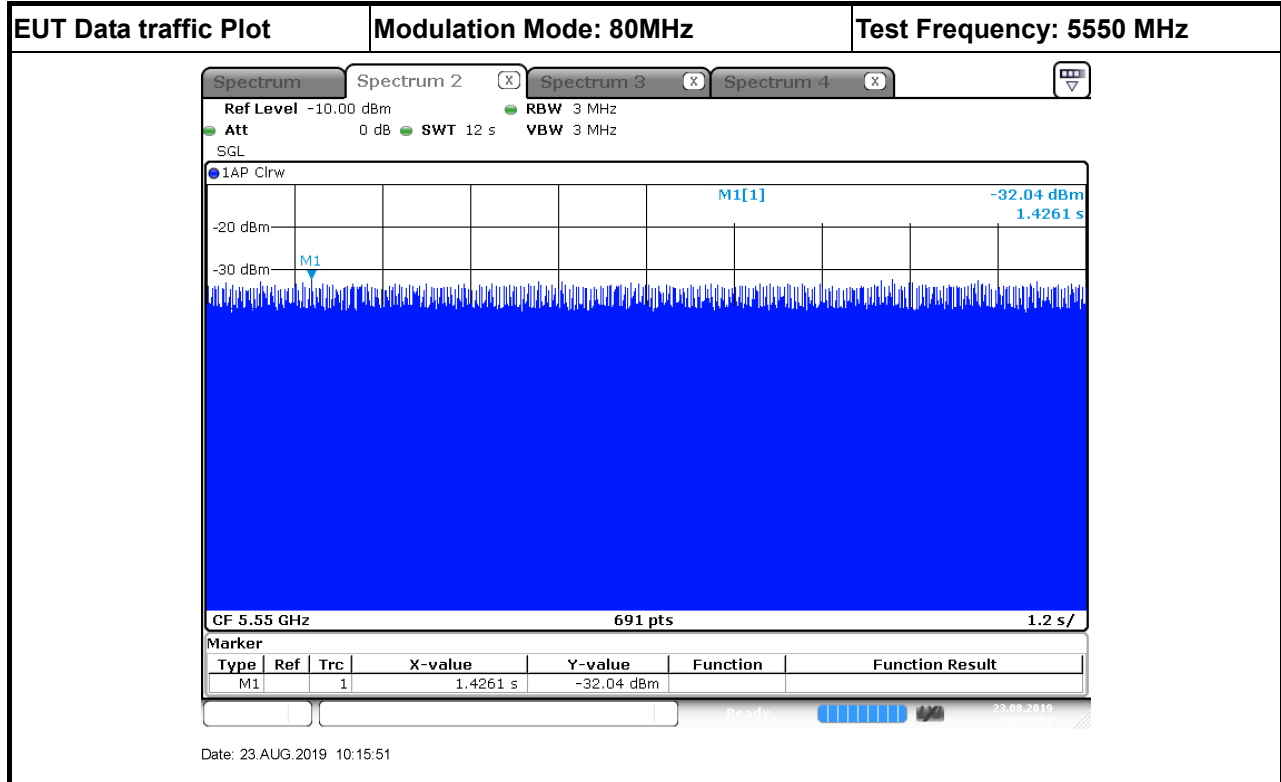 EUT Data traffic Plot Modulation Mode: 80MHz Test Frequency: 5550 MHz
Spectrum Spectrum 2 X Spectrum 3 X Spectrum 4 X
Ref Level -10.00 dBm RBW 3 MHz
Att 0 dB SWT 12 s VBW 3 MHz
SGL
1AP Clrw
M1[1] -32.04 dBm
1.4261 s
-20 dBm
M1
-30 dBm
CF 5.55 GHz 691 pts 1.2 s/
Marker
Type Ref Trc X-value Y-value Function Function Result
M1 1 1.4261 s -32.04 dBm
Ready 23.08.2019
Date: 23.AUG.2019 10:15:51